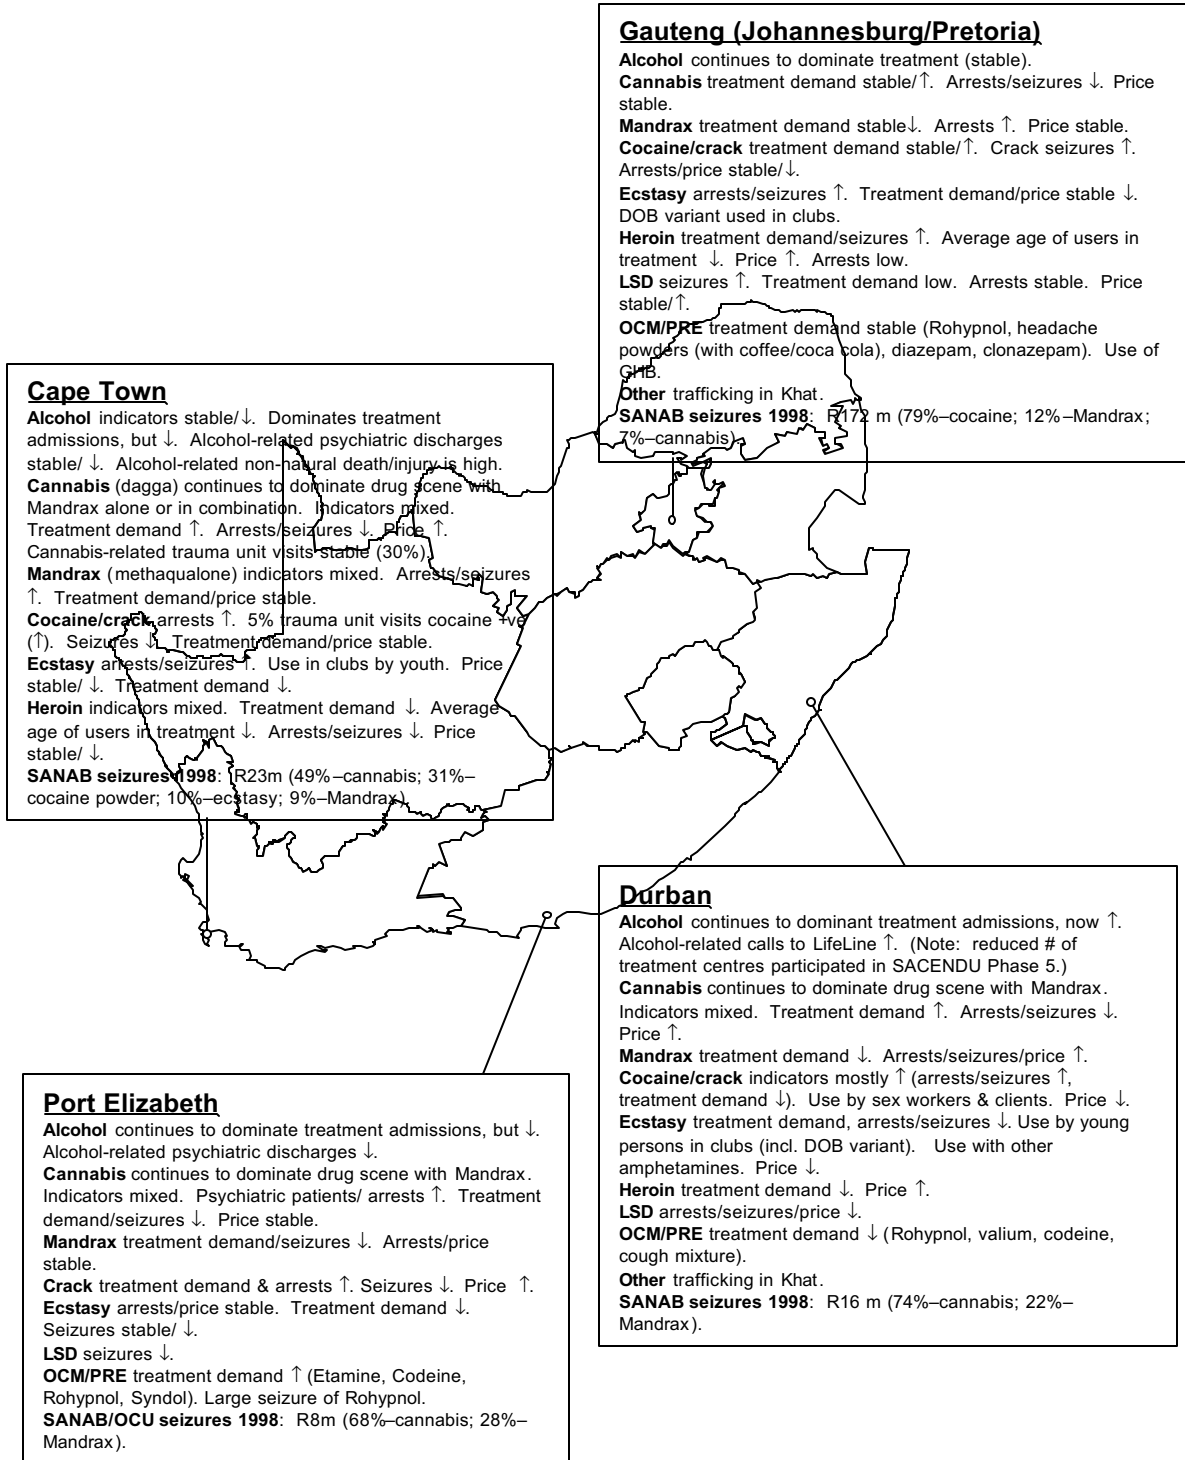 Gauteng (Johannesburg/Pretoria)
Alcohol continues to dominate treatment (stable).
Cannabis treatment demand stable/↑. Arrests/seizures ↓. Price
stable.
Mandrax treatment demand stable↓. Arrests ↑. Price stable.
Cocaine/crack treatment demand stable/↑. Crack seizures ↑.
Arrests/price stable/↓.
Ecstasy arrests/seizures ↑. Treatment demand/price stable ↓.
DOB variant used in clubs.
Heroin treatment demand/seizures ↑. Average age of users in
treatment ↓. Price ↑. Arrests low.
LSD seizures ↑. Treatment demand low. Arrests stable. Price
stable/↑.
OCM/PRE treatment demand stable (Rohypnol, headache
powders (with coffee/coca cola), diazepam, clonazepam). Use of
GHB.
Other trafficking in Khat.
SANAB seizures 1998: R172 m (79%–cocaine; 12%–Mandrax;
7%–cannabis)
Cape Town
Alcohol indicators stable/↓. Dominates treatment
admissions, but ↓. Alcohol-related psychiatric discharges
stable/ ↓. Alcohol-related non-natural death/injury is high.
Cannabis (dagga) continues to dominate drug scene with
Mandrax alone or in combination. Indicators mixed.
Treatment demand ↑. Arrests/seizures ↓. Price ↑.
Cannabis-related trauma unit visits stable (30%).
Mandrax (methaqualone) indicators mixed. Arrests/seizures
↑. Treatment demand/price stable.
Cocaine/crack arrests ↑. 5% trauma unit visits cocaine +ve
(↑). Seizures ↓. Treatment demand/price stable.
Ecstasy arrests/seizures ↑. Use in clubs by youth. Price
stable/ ↓. Treatment demand ↓.
Heroin indicators mixed. Treatment demand ↓. Average
age of users in treatment ↓. Arrests/seizures ↓. Price
stable/ ↓.
SANAB seizures 1998: R23m (49%–cannabis; 31%–
cocaine powder; 10%–ecstasy; 9%–Mandrax)
Durban
Alcohol continues to dominant treatment admissions, now ↑.
Alcohol-related calls to LifeLine ↑. (Note: reduced # of
treatment centres participated in SACENDU Phase 5.)
Cannabis continues to dominate drug scene with Mandrax.
Indicators mixed. Treatment demand ↑. Arrests/seizures ↓.
Price ↑.
Mandrax treatment demand ↓. Arrests/seizures/price ↑.
Cocaine/crack indicators mostly ↑ (arrests/seizures ↑,
treatment demand ↓). Use by sex workers & clients. Price ↓.
Ecstasy treatment demand, arrests/seizures ↓. Use by young
persons in clubs (incl. DOB variant). Use with other
amphetamines. Price ↓.
Heroin treatment demand ↓. Price ↑.
LSD arrests/seizures/price ↓.
OCM/PRE treatment demand ↓ (Rohypnol, valium, codeine,
cough mixture).
Other trafficking in Khat.
SANAB seizures 1998: R16 m (74%–cannabis; 22%–
Mandrax).
Port Elizabeth
Alcohol continues to dominate treatment admissions, but ↓.
Alcohol-related psychiatric discharges ↓.
Cannabis continues to dominate drug scene with Mandrax.
Indicators mixed. Psychiatric patients/ arrests ↑. Treatment
demand/seizures ↓. Price stable.
Mandrax treatment demand/seizures ↓. Arrests/price
stable.
Crack treatment demand & arrests ↑. Seizures ↓. Price ↑.
Ecstasy arrests/price stable. Treatment demand ↓.
Seizures stable/ ↓.
LSD seizures ↓.
OCM/PRE treatment demand ↑ (Etamine, Codeine,
Rohypnol, Syndol). Large seizure of Rohypnol.
SANAB/OCU seizures 1998: R8m (68%–cannabis; 28%–
Mandrax).